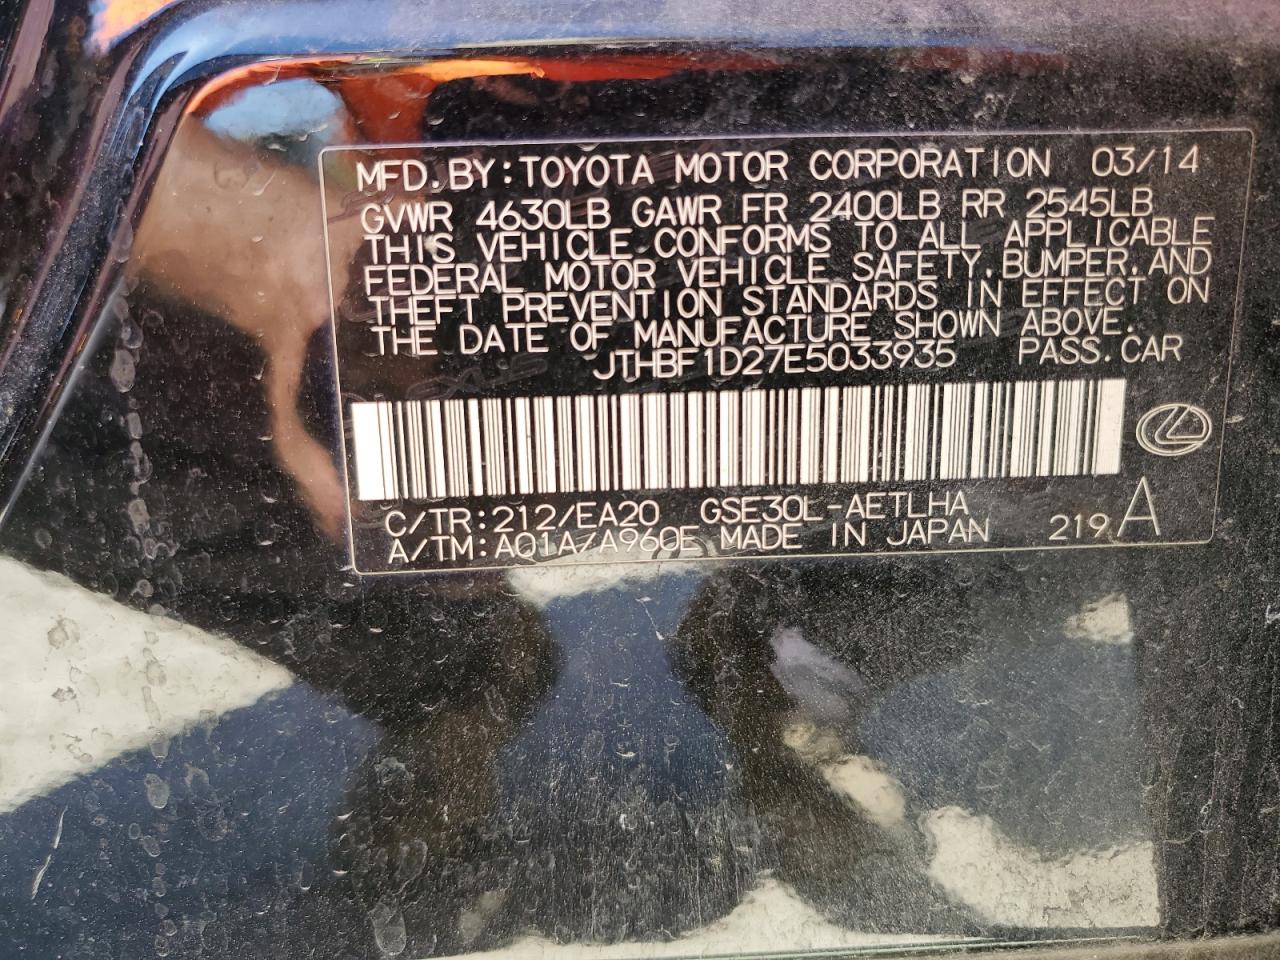 MFD.BY:TOYOTA MOTOR CORPORATION 03/14
GVWR 4630LB GAWR FR 2400LB RR 2545LB
THIS VEHICLE CONFORMS TO ALL APPLICABLE
FEDERAL MOTOR VEHICLE SAFETY,BUMPER,AND
THEFT PREVENTION STANDARDS IN EFFECT ON
THE DATE OF MANUFACTURE SHOWN ABOVE.
JTHBF1D27E5033935 PASS.CAR
C/TR:212/EA20 GSE30L-AETLHA
A/TM:AQ1A/A960E MADE IN JAPAN 219 A